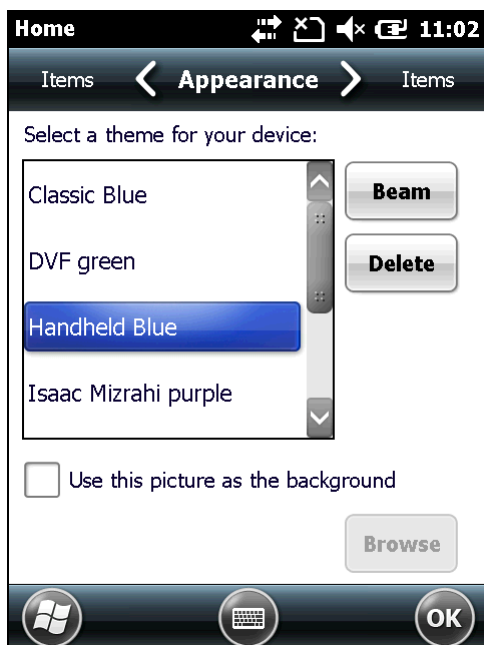 Home 11:02
Items Appearance Items
Select a theme for your device:
Classic Blue
Beam
DVF green
Delete
Handheld Blue
Isaac Mizrahi purple
Use this picture as the background
Browse
OK